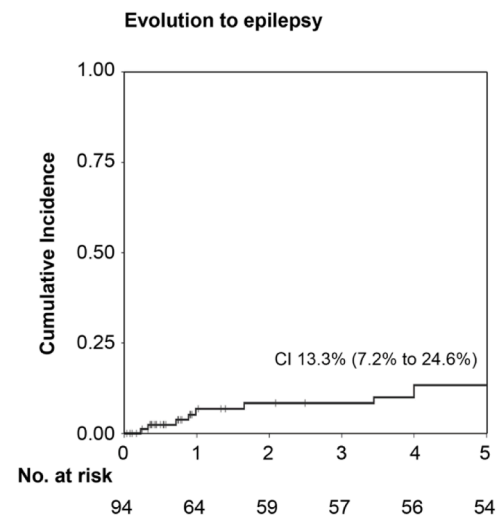 Evolution to epilepsy
1.00
0.75
0.50
0.25
0.00
Cumulative Incidence
CI 13.3% (7.2% to 24.6%)
0 1 2 3 4 5
No. at risk
94 64 59 57 56 54